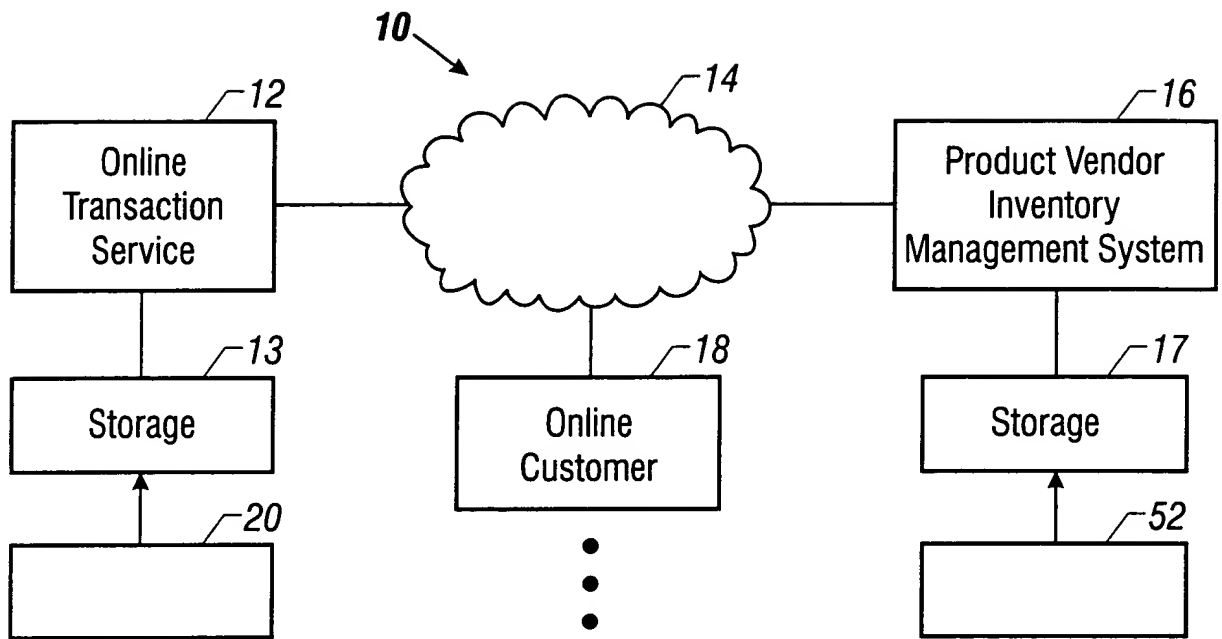 10
12
Online
Transaction
Service
14
16
Product Vendor
Inventory
Management System
13
Storage
18
Online
Customer
17
Storage
20
52